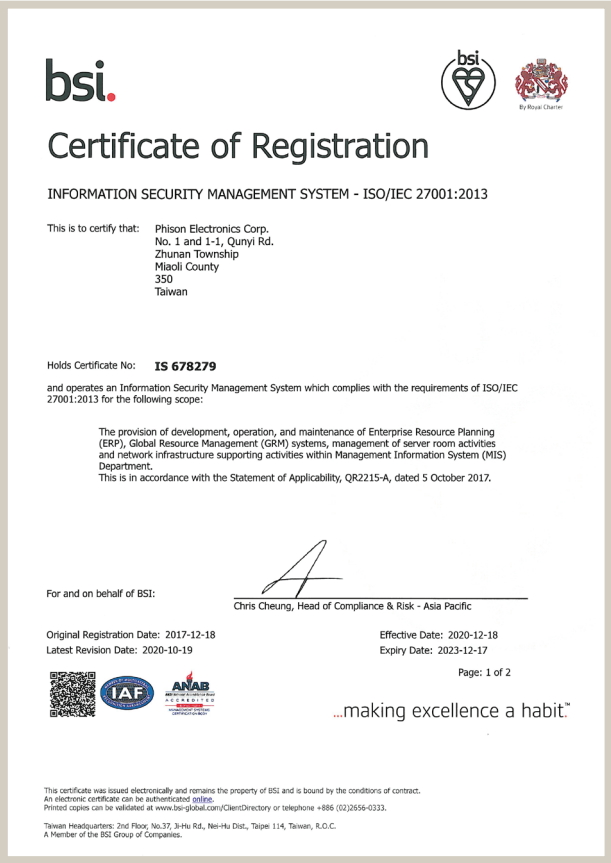 bsi.
bsi
By Royal Charter
Certificate of Registration
INFORMATION SECURITY MANAGEMENT SYSTEM - ISO/IEC 27001:2013
This is to certify that:
Phison Electronics Corp.
No. 1 and 1-1, Qunyi Rd.
Zhunan Township
Miaoli County
350
Taiwan
Holds Certificate No: IS 678279
and operates an Information Security Management System which complies with the requirements of ISO/IEC
27001:2013 for the following scope:
The provision of development, operation, and maintenance of Enterprise Resource Planning
(ERP), Global Resource Management (GRM) systems, management of server room activities
and network infrastructure supporting activities within Management Information System (MIS)
Department.
This is in accordance with the Statement of Applicability, QR2215-A, dated 5 October 2017.
For and on behalf of BSI:
Chris Cheung, Head of Compliance & Risk - Asia Pacific
Original Registration Date: 2017-12-18
Effective Date: 2020-12-18
Latest Revision Date: 2020-10-19
Expiry Date: 2023-12-17
Page: 1 of 2
IAF
ANAB
ACCREDITED
MANAGEMENT SYSTEMS
CERTIFICATION BODY
...making excellence a habit.™
This certificate was issued electronically and remains the property of BSI and is bound by the conditions of contract.
An electronic certificate can be authenticated online.
Printed copies can be validated at www.bsi-global.com/ClientDirectory or telephone +886 (02)2656-0333.
Taiwan Headquarters: 2nd Floor, No.37, Ji-Hu Rd., Nei-Hu Dist., Taipei 114, Taiwan, R.O.C.
A Member of the BSI Group of Companies.